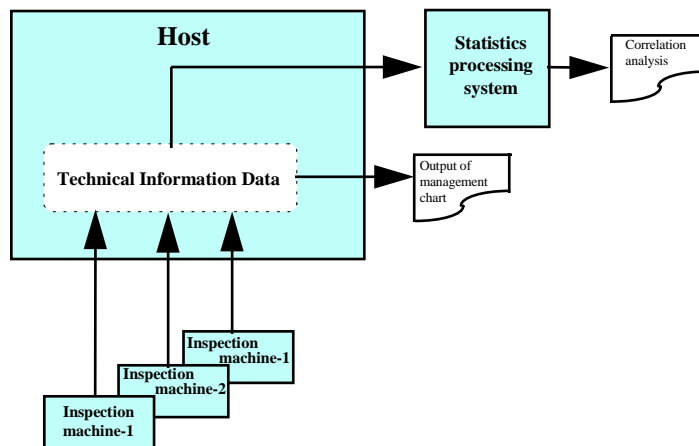 Host
Statistics
processing
system
Correlation
analysis
Technical Information Data
Output of
management
chart
Inspection
machine-1
Inspection
machine-2
Inspection
machine-1